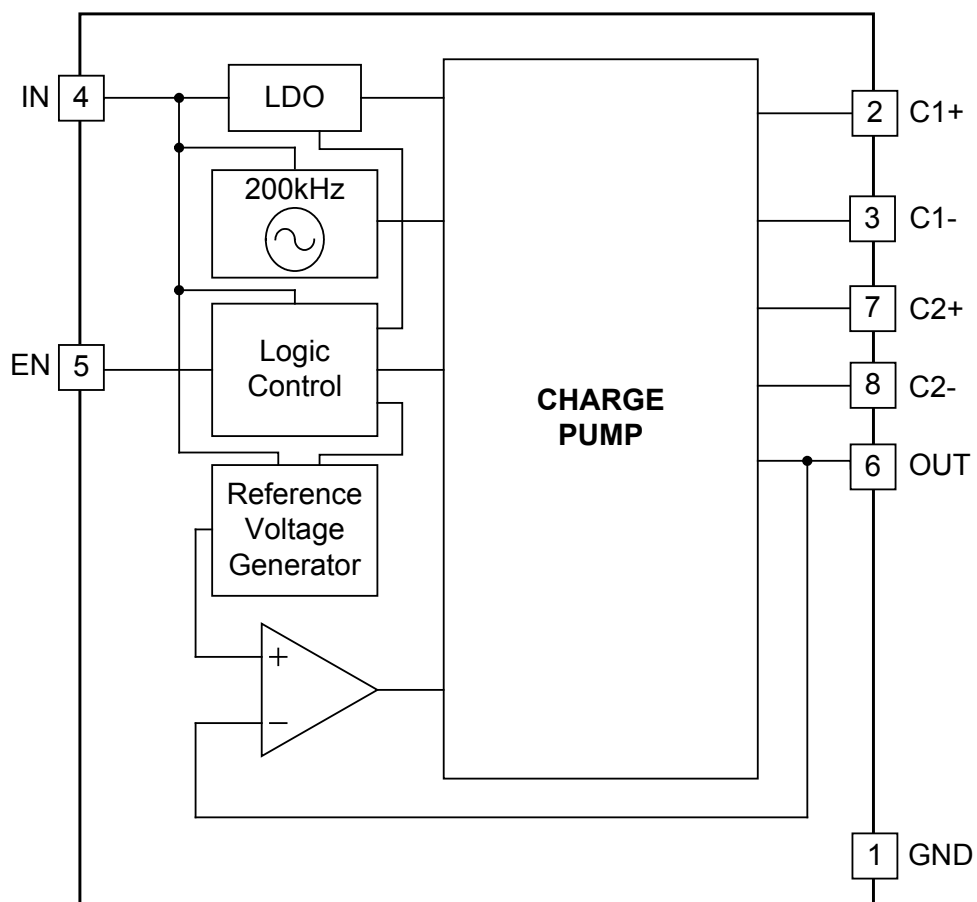 IN 4
LDO
2 C1+
200kHz
3 C1-
7 C2+
EN 5
Logic
Control
8 C2-
CHARGE
PUMP
6 OUT
Reference
Voltage
Generator
+
−
1 GND